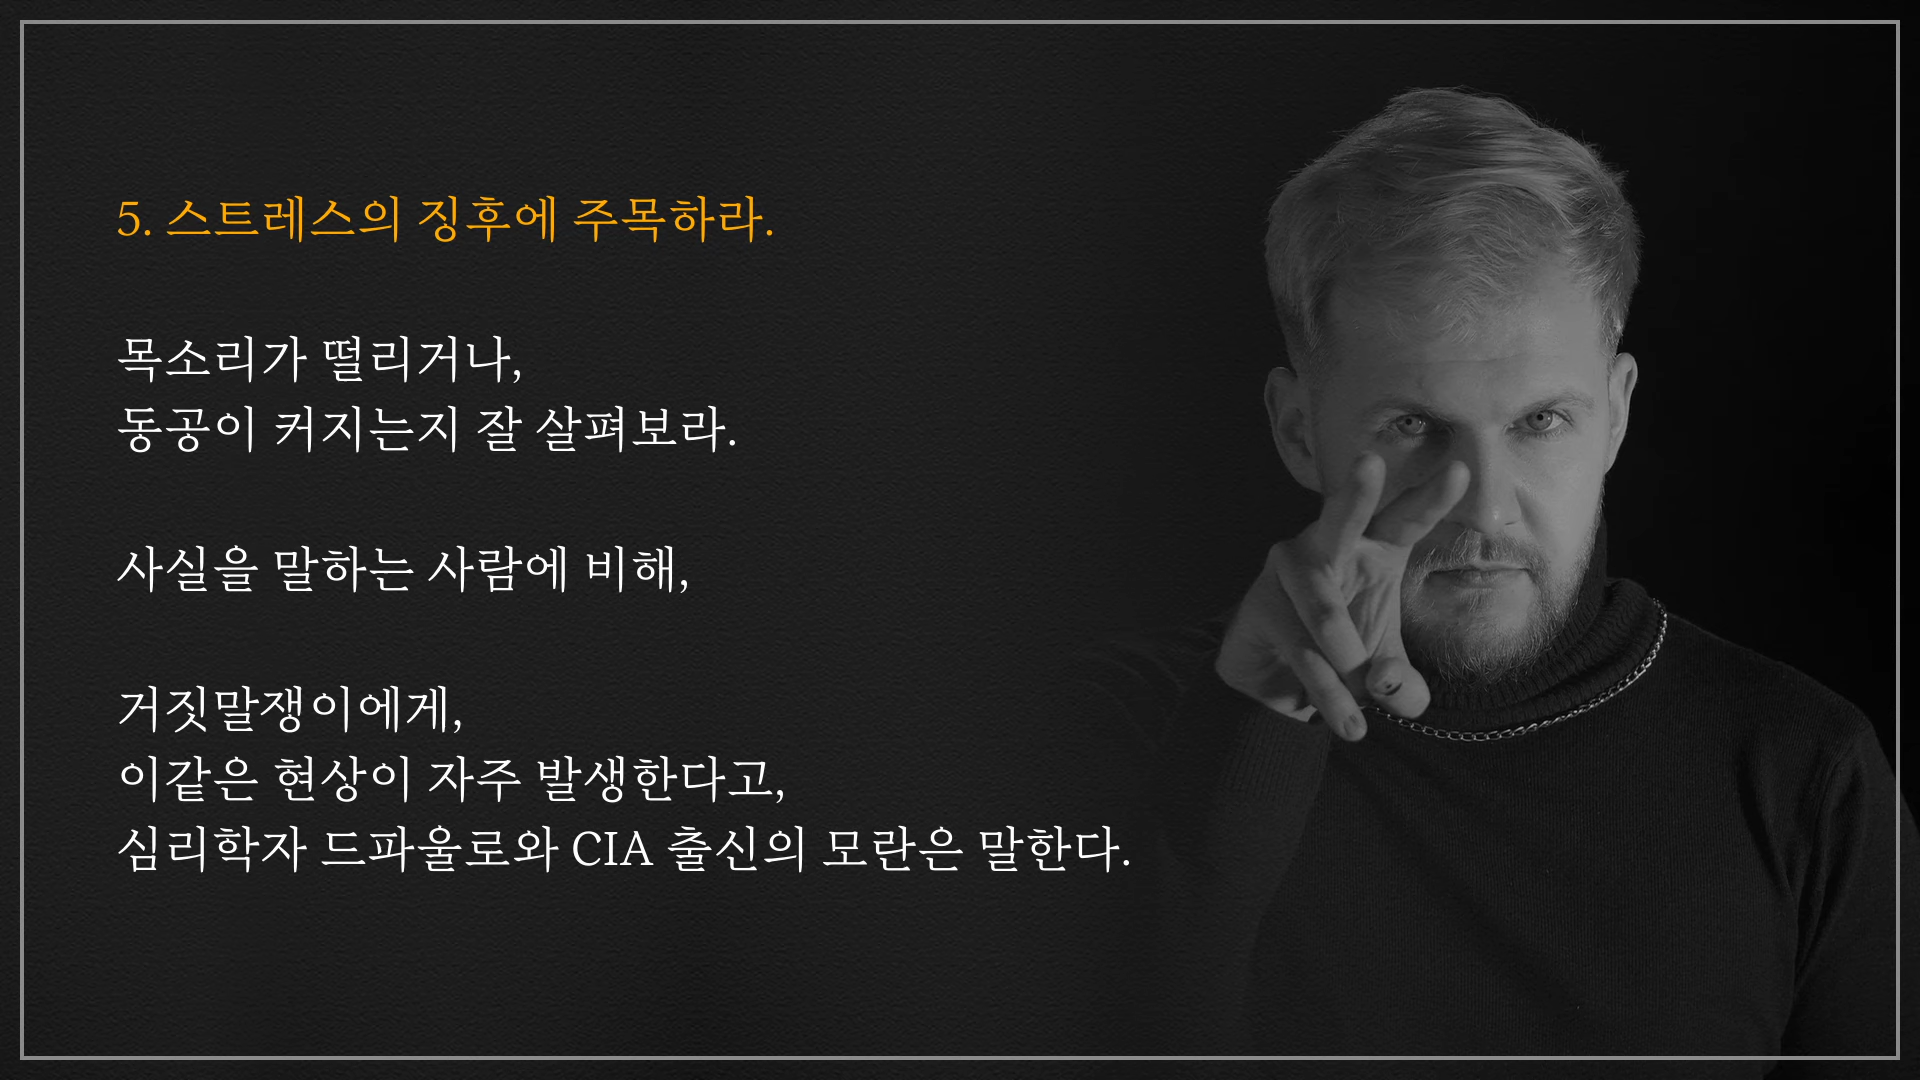 5. 스트레스의 징후에 주목하라.
목소리가 떨리거나,
동공이 커지는지 잘 살펴보라.
사실을 말하는 사람에 비해,
거짓말쟁이에게,
이같은 현상이 자주 발생한다고,
심리학자 드파울로와 CIA 출신의 모란은 말한다.